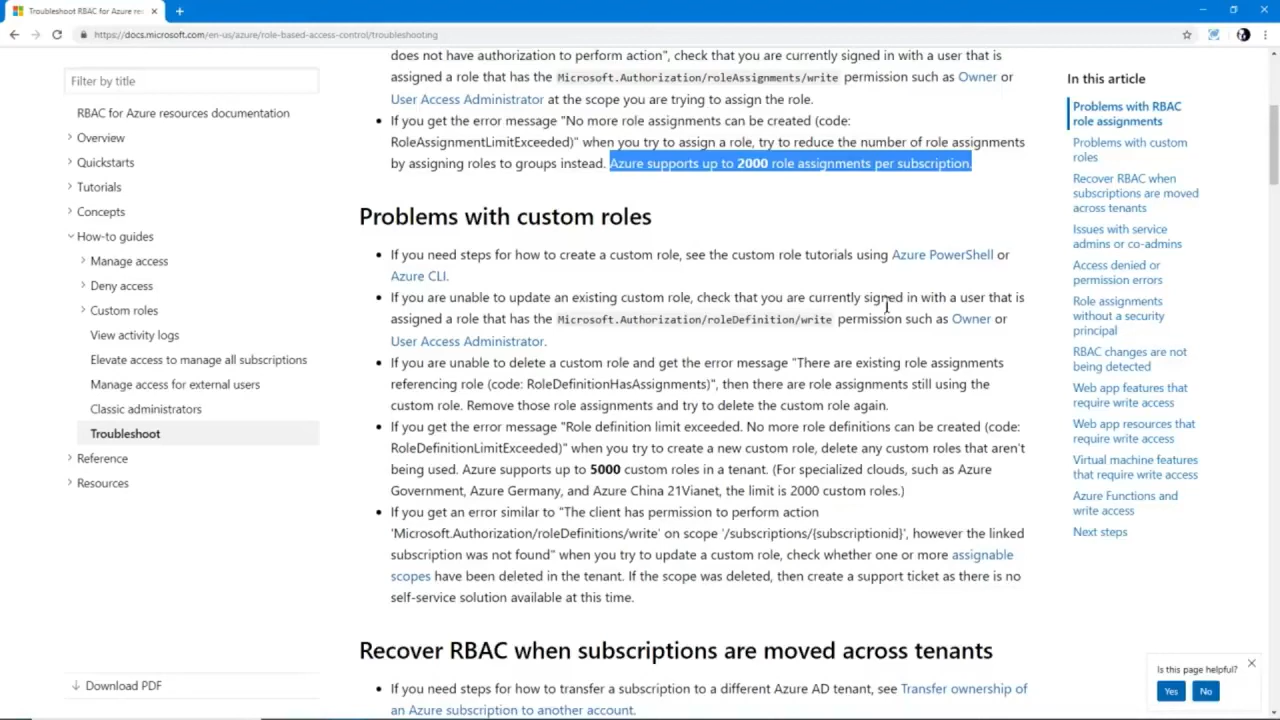 Troubleshoot RBAC for Azure re
https://docs.microsoft.com/en-us/azure/role-based-access-control/troubleshooting
Filter by title
RBAC for Azure resources documentation
Overview
Quickstarts
Tutorials
Concepts
How-to guides
Manage access
Deny access
Custom roles
View activity logs
Elevate access to manage all subscriptions
Manage access for external users
Classic administrators
Troubleshoot
Reference
Resources
Download PDF
does not have authorization to perform action", check that you are currently signed in with a user that is
assigned a role that has the Microsoft.Authorization/roleAssignments/write permission such as Owner or
User Access Administrator at the scope you are trying to assign the role.
If you get the error message "No more role assignments can be created (code:
RoleAssignmentLimitExceeded)" when you try to assign a role, try to reduce the number of role assignments
by assigning roles to groups instead. Azure supports up to 2000 role assignments per subscription.
Problems with custom roles
If you need steps for how to create a custom role, see the custom role tutorials using Azure PowerShell or
Azure CLI.
If you are unable to update an existing custom role, check that you are currently signed in with a user that is
assigned a role that has the Microsoft.Authorization/roleDefinition/write permission such as Owner or
User Access Administrator.
If you are unable to delete a custom role and get the error message "There are existing role assignments
referencing role (code: RoleDefinitionHasAssignments)", then there are role assignments still using the
custom role. Remove those role assignments and try to delete the custom role again.
If you get the error message "Role definition limit exceeded. No more role definitions can be created (code:
RoleDefinitionLimitExceeded)" when you try to create a new custom role, delete any custom roles that aren't
being used. Azure supports up to 5000 custom roles in a tenant. (For specialized clouds, such as Azure
Government, Azure Germany, and Azure China 21Vianet, the limit is 2000 custom roles.)
If you get an error similar to "The client has permission to perform action
'Microsoft.Authorization/roleDefinitions/write' on scope '/subscriptions/{subscriptionid}', however the linked
subscription was not found" when you try to update a custom role, check whether one or more assignable
scopes have been deleted in the tenant. If the scope was deleted, then create a support ticket as there is no
self-service solution available at this time.
Recover RBAC when subscriptions are moved across tenants
If you need steps for how to transfer a subscription to a different Azure AD tenant, see Transfer ownership of
an Azure subscription to another account.
In this article
Problems with RBAC
role assignments
Problems with custom
roles
Recover RBAC when
subscriptions are moved
across tenants
Issues with service
admins or co-admins
Access denied or
permission errors
Role assignments
without a security
principal
RBAC changes are not
being detected
Web app features that
require write access
Web app resources that
require write access
Virtual machine features
that require write access
Azure Functions and
write access
Next steps
Is this page helpful?
Yes
No